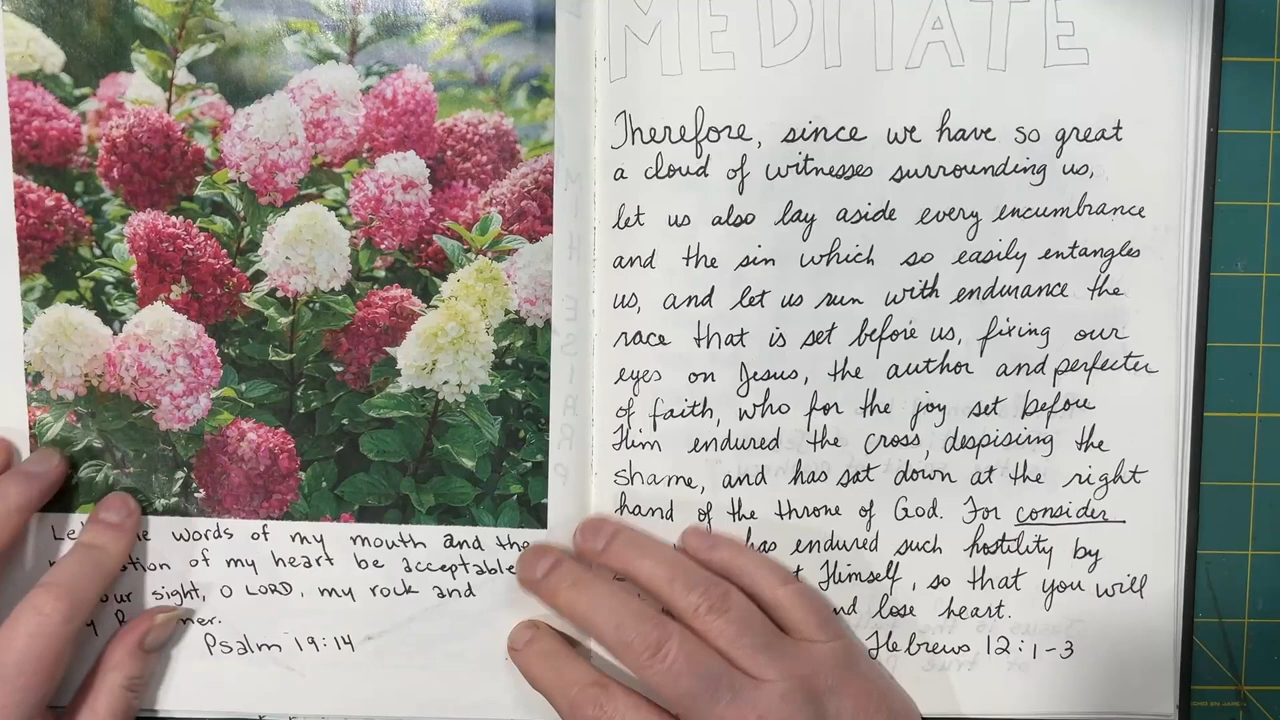 Let words of my mouth and the
of my heart be acceptable
sight, O LORD, my rock and
Psalm 19:14
MEDITATE
Therefore, since we have so great
a cloud of witnesses surrounding us,
let us also lay aside every encumbrance
and the sin which so easily entangles
us, and let us run with endurance the
race that is set before us, fixing our
eyes on Jesus, the author and perfecter
of faith, who for the joy set before
Him endured the cross, despising the
shame, and has sat down at the right
hand of the throne of God. For consider
has endured such hostility by
Himself, so that you will
lose heart.
Hebrews 12:1-3